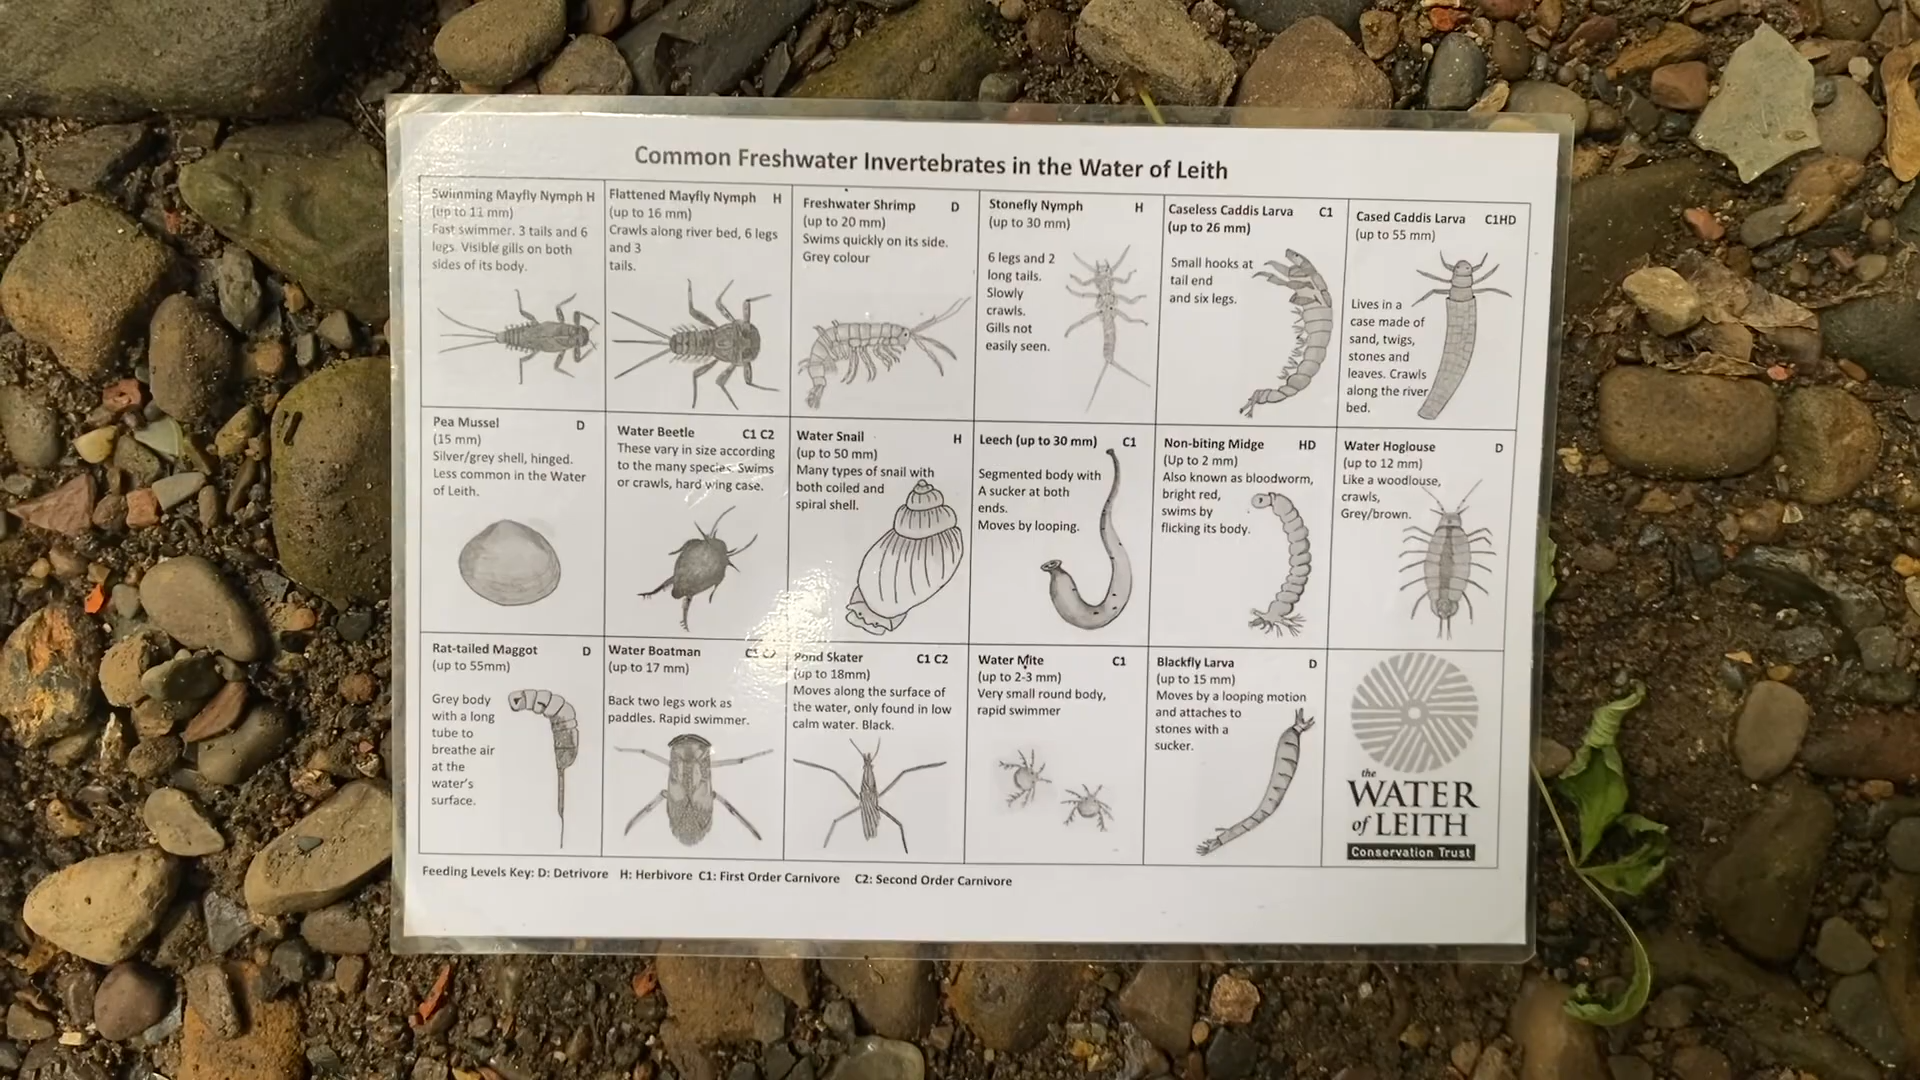 Common Freshwater Invertebrates in the Water of Leith
Swimming Mayfly Nymph H
(up to 11 mm)
Fast swimmer. 3 tails and 6
legs. Visible gills on both
sides of its body.
Flattened Mayfly Nymph H
(up to 16 mm)
Crawls along river bed, 6 legs
and 3
tails.
Freshwater Shrimp D
(up to 20 mm)
Swims quickly on its side.
Grey colour
Stonefly Nymph H
(up to 30 mm)
6 legs and 2
long tails.
Slowly
crawls.
Gills not
easily seen.
Caseless Caddis Larva C1
(up to 26 mm)
Small hooks at
tail end
and six legs.
Cased Caddis Larva C1HD
(up to 55 mm)
Lives in a
case made of
sand, twigs,
stones and
leaves. Crawls
along the river
bed.
Pea Mussel D
(15 mm)
Silver/grey shell, hinged.
Less common in the Water
of Leith.
Water Beetle C1 C2
These vary in size according
to the many species. Swims
or crawls, hard wing case.
Water Snail H
(up to 50 mm)
Many types of snail with
both coiled and
spiral shell.
Leech (up to 30 mm) C1
Segmented body with
A sucker at both
ends.
Moves by looping.
Non-biting Midge HD
(Up to 2 mm)
Also known as bloodworm,
bright red,
swims by
flicking its body.
Water Hoglouse D
(up to 12 mm)
Like a woodlouse,
crawls,
Grey/brown.
Rat-tailed Maggot D
(up to 55mm)
Grey body
with a long
tube to
breathe air
at the
water's
surface.
Water Boatman C1 C2
(up to 17 mm)
Back two legs work as
paddles. Rapid swimmer.
Pond Skater C1 C2
(up to 18mm)
Moves along the surface of
the water, only found in low
calm water. Black.
Water Mite C1
(up to 2-3 mm)
Very small round body,
rapid swimmer
Blackfly Larva D
(up to 15 mm)
Moves by a looping motion
and attaches to
stones with a
sucker.
the
WATER
of LEITH
Conservation Trust
Feeding Levels Key: D: Detrivore H: Herbivore C1: First Order Carnivore C2: Second Order Carnivore